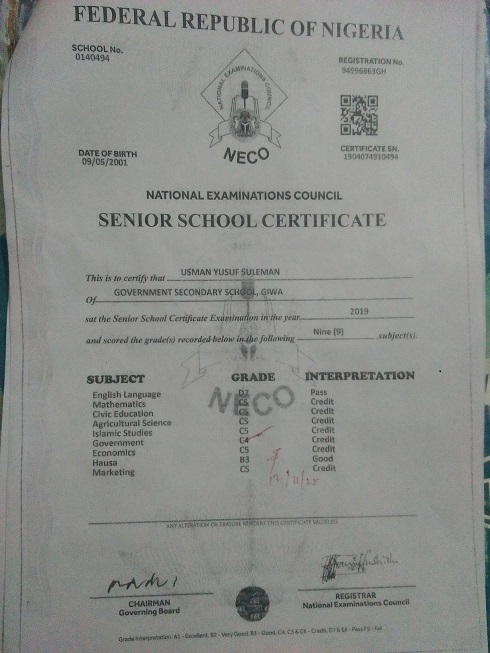 FEDERAL REPUBLIC OF NIGERIA
SCHOOL No.
0140494
REGISTRATION No.
94996863GH
NATIONAL EXAMINATIONS COUNCIL
NECO
DATE OF BIRTH
09/05/2001
CERTIFICATE SN.
1904074910494
NATIONAL EXAMINATIONS COUNCIL
SENIOR SCHOOL CERTIFICATE
This is to certify that USMAN YUSUF SULEMAN
Of GOVERNMENT SECONDARY SCHOOL, GIWA
sat the Senior School Certificate Examination in the year 2019
and scored the grade(s) recorded below in the following Nine (9) subject(s).
SUBJECT GRADE INTERPRETATION
English Language D7 Pass
Mathematics C5 Credit
Civic Education C5 Credit
Agricultural Science C5 Credit
Islamic Studies C5 Credit
Government C4 Credit
Economics C5 Credit
Hausa B3 Good
Marketing C5 Credit
NECO
ANY ALTERATION OR ERASURE RENDERS THIS CERTIFICATE VALUELESS
CHAIRMAN
Governing Board
REGISTRAR
National Examinations Council
Grade Interpretation: A1 - Excellent, B2 - Very Good, B3 - Good, C4, C5 & C6 - Credit, D7 & E8 - Pass F9 - Fail